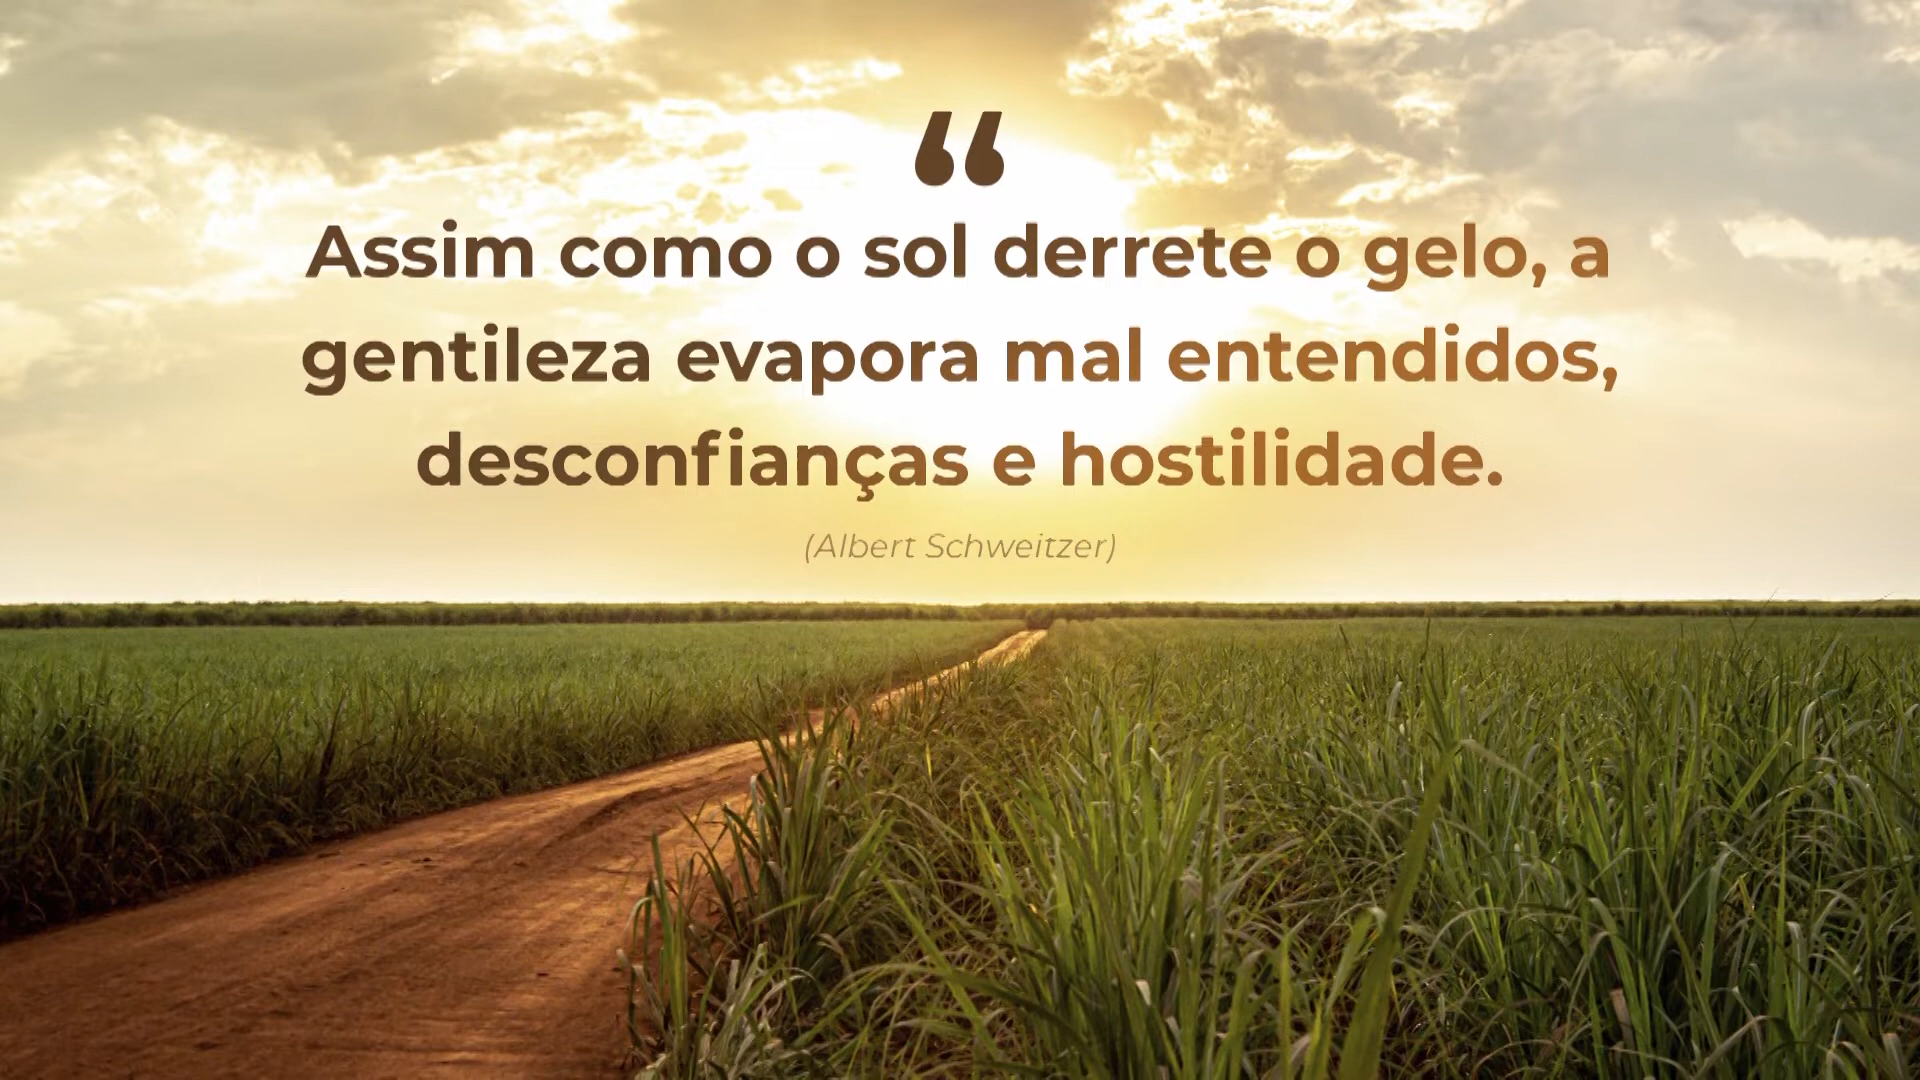 “
Assim como o sol derrete o gelo, a
gentileza evapora mal entendidos,
desconfianças e hostilidade.
(Albert Schweitzer)